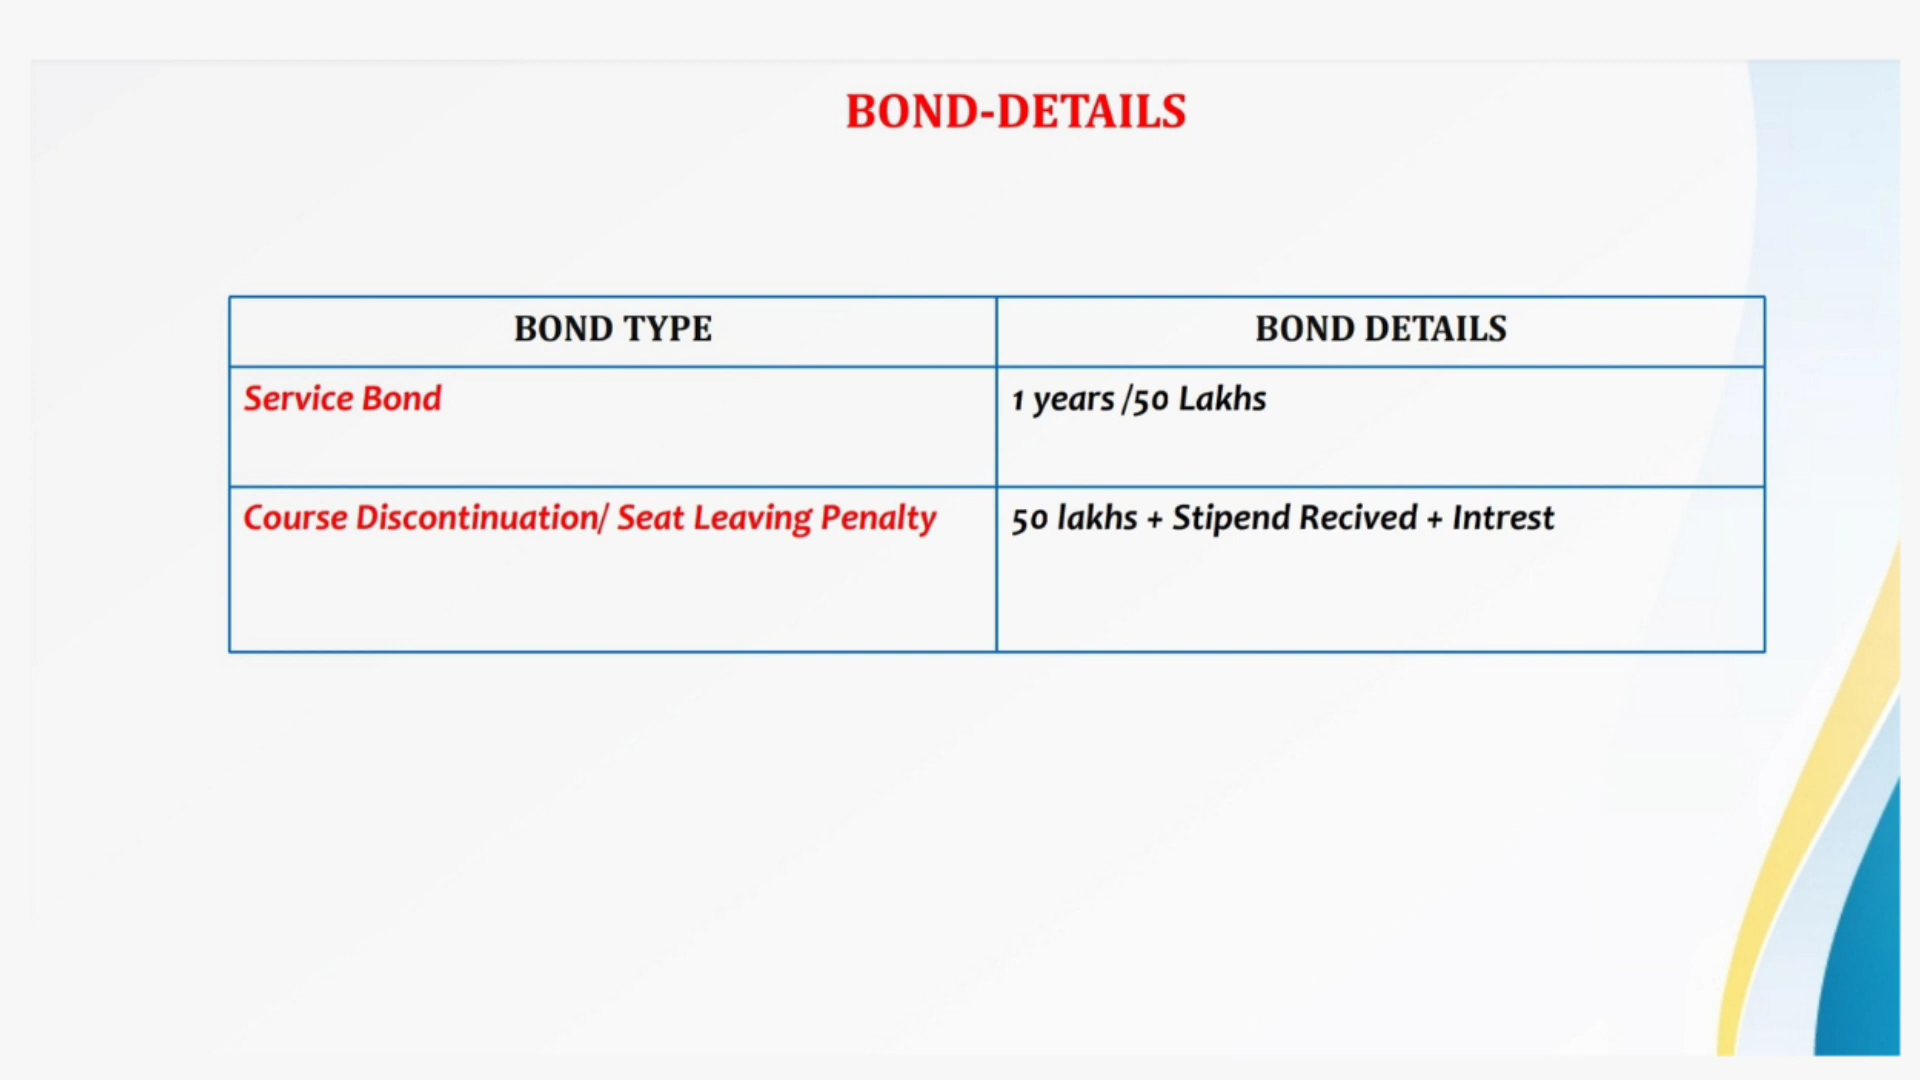 BOND-DETAILS
BOND TYPE BOND DETAILS
Service Bond 1 years /50 Lakhs
Course Discontinuation/ Seat Leaving Penalty 50 lakhs + Stipend Recived + Intrest